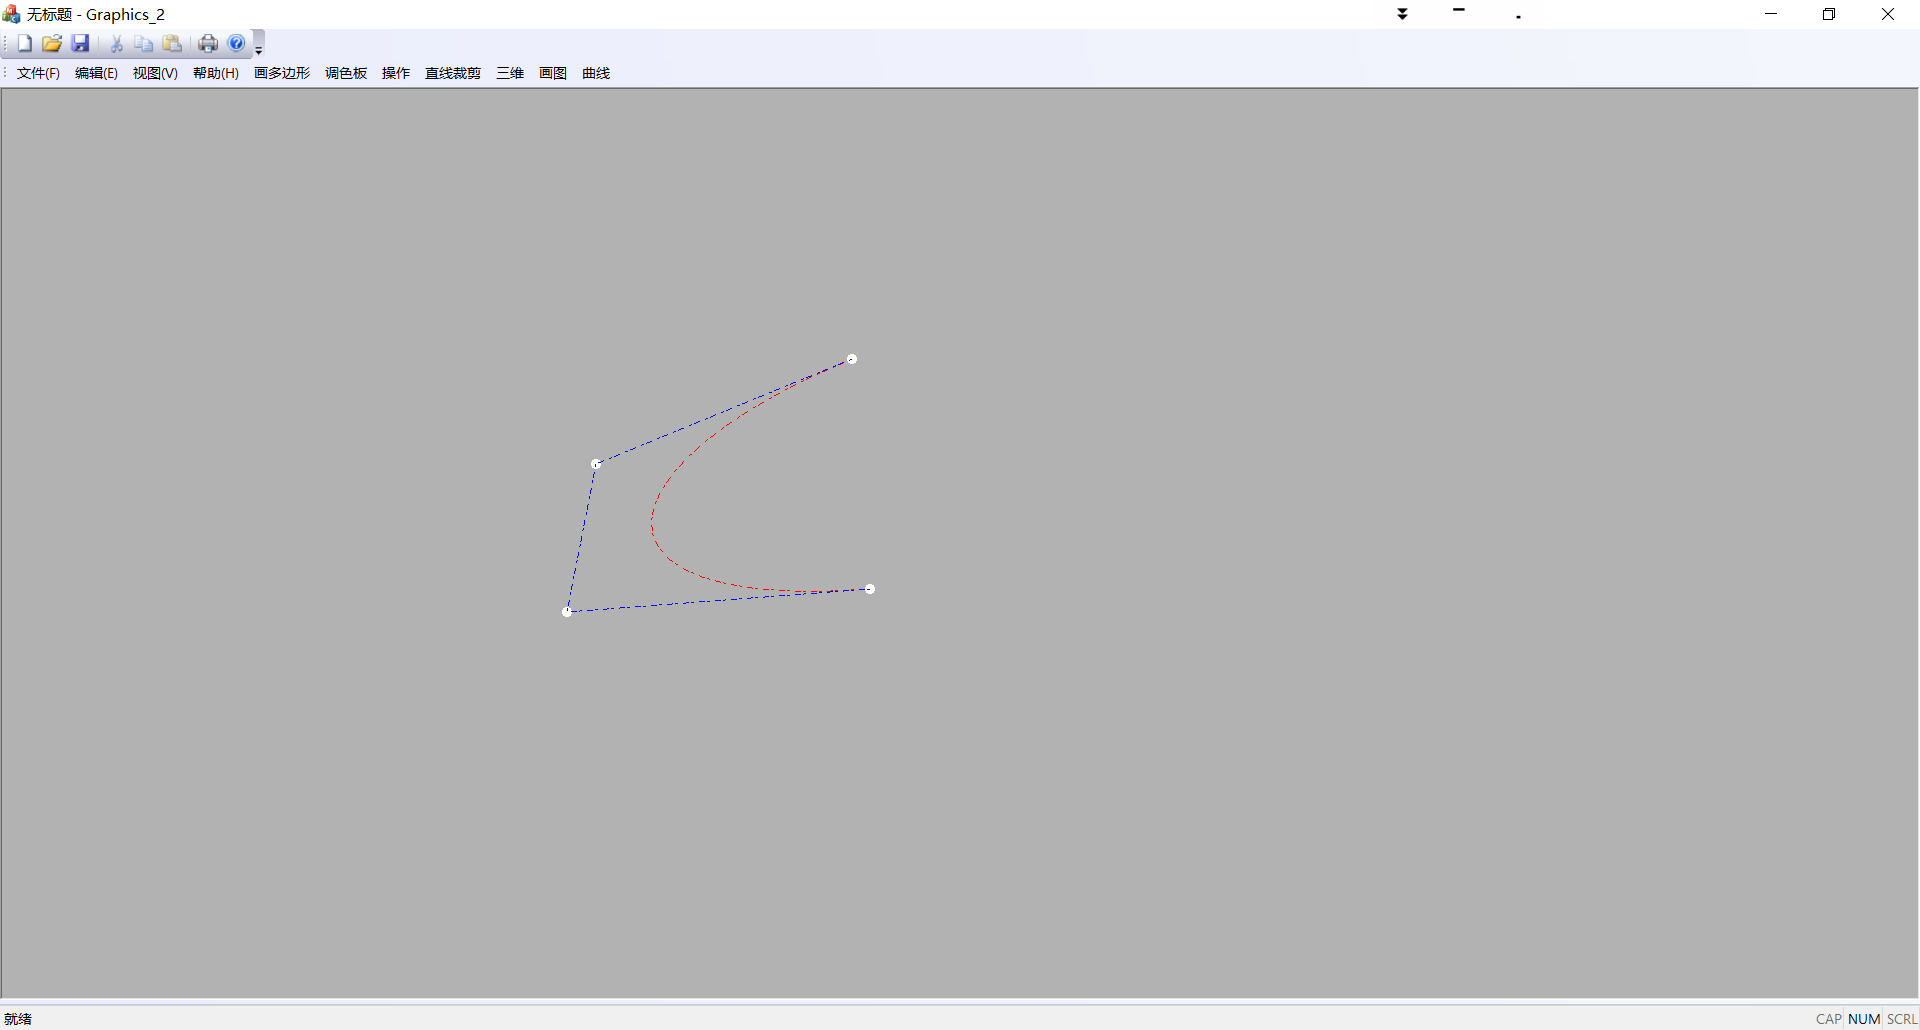 无标题 - Graphics_2
文件(F) 编辑(E) 视图(V) 帮助(H) 画多边形 调色板 操作 直线裁剪 三维 画图 曲线
就绪 CAP NUM SCRL